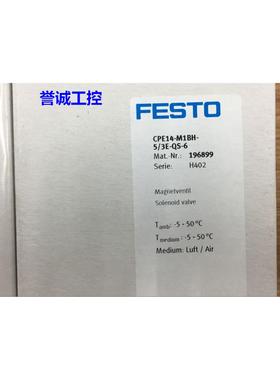 誉诚工控
FESTO
CPE14-M1BH-
5/3E-QS-6
Mat. Nr.: 196899
Serie: H402
Magnetventil
Solenoid valve
Tamb: -5 - 50°C
Tmedium: -5 - 50°C
Medium: Luft / Air